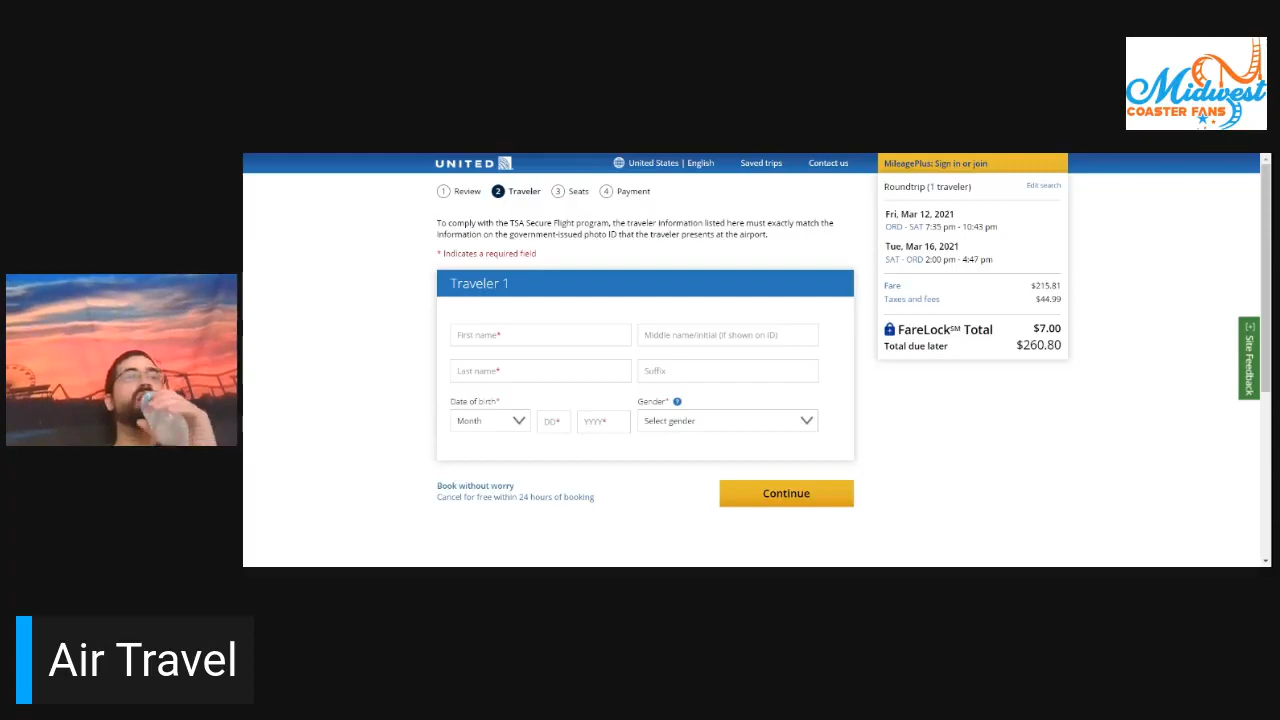 Midwest
COASTER FANS
UNITED
United States | English
Saved trips
Contact us
MileagePlus: Sign in or join
1 Review
2 Traveler
3 Seats
4 Payment
Roundtrip (1 traveler)
Edit search
To comply with the TSA Secure Flight program, the traveler information listed here must exactly match the
information on the government-issued photo ID that the traveler presents at the airport.
* Indicates a required field
Fri, Mar 12, 2021
ORD - SAT 7:35 pm - 10:43 pm
Tue, Mar 16, 2021
SAT - ORD 2:00 pm - 4:47 pm
Fare $215.81
Taxes and fees $44.99
FareLock℠ Total $7.00
Total due later $260.80
Traveler 1
First name*
Middle name/initial (if shown on ID)
Last name*
Suffix
Date of birth*
Gender* ?
Month
DD*
YYYY*
Select gender
Book without worry
Cancel for free within 24 hours of booking
Continue
[+] Site Feedback
Air Travel